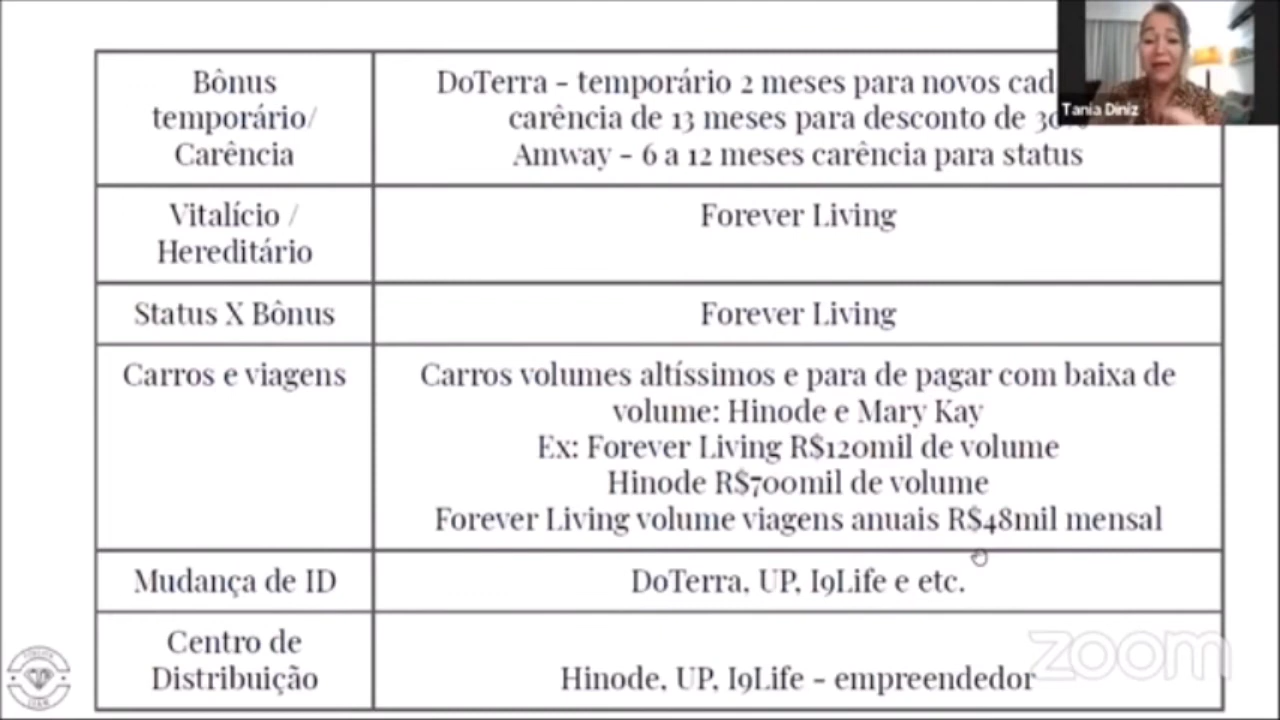 Bônus
temporário/
Carência
DoTerra - temporário 2 meses para novos
carência de 13 meses para desconto de
Amway - 6 a 12 meses carência para status
Vitalício /
Hereditário
Forever Living
Status X Bônus
Forever Living
Carros e viagens
Carros volumes altíssimos e para de pagar com baixa de
volume: Hinode e Mary Kay
Ex: Forever Living R$120mil de volume
Hinode R$700mil de volume
Forever Living volume viagens anuais R$48mil mensal
Mudança de ID
DoTerra, UP, I9Life e etc.
Centro de
Distribuição
Hinode, UP, I9Life - empreendedor
Tania Diniz
zoom